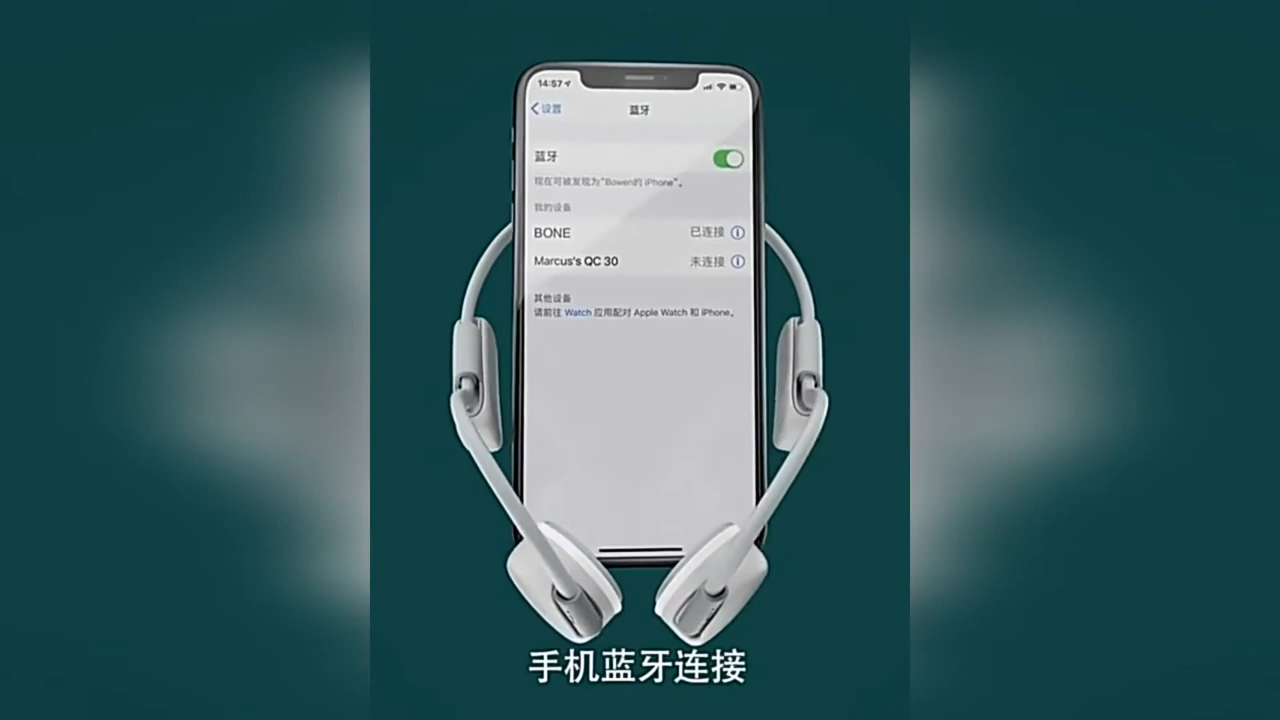 14:57
设置
蓝牙
蓝牙
现在可被发现为“Bowen的 iPhone”。
我的设备
BONE 已连接
Marcus's QC 30 未连接
其他设备
请前往 Watch 应用配对 Apple Watch 和 iPhone。
手机蓝牙连接